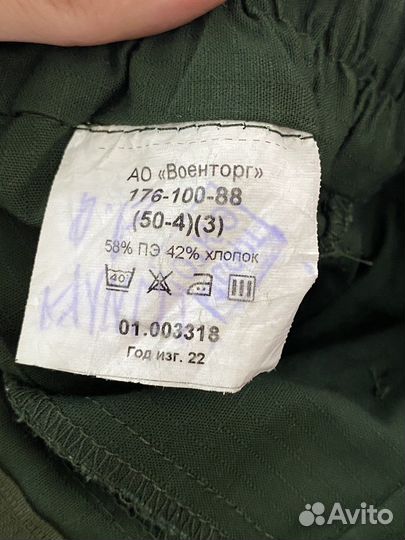 АО «Военторг»
176-100-88
(50-4)(3)
58% ПЭ 42% хлопок
40
01.003318
Год изг. 22
Avito